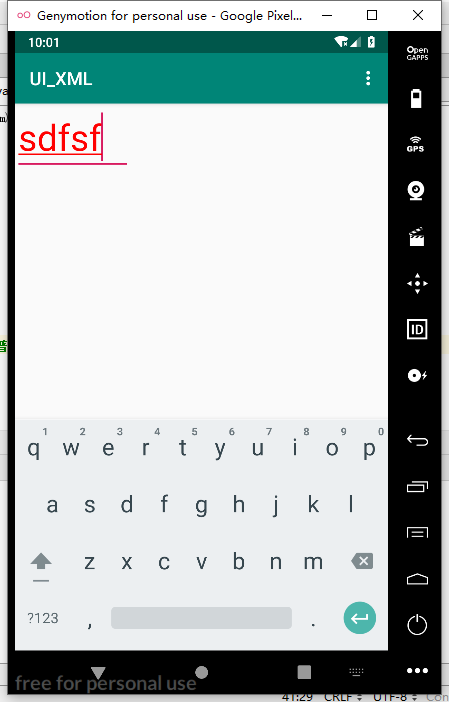 Genymotion for personal use - Google Pixel...
10:01
Open
GAPPS
UI_XML
GPS
sdfsf
ID
1 2 3 4 5 6 7 8 9 0
q w e r t y u i o p
a s d f g h j k l
z x c v b n m
?123 , .
free for personal use
41:29 CRLF UTF-8 Con